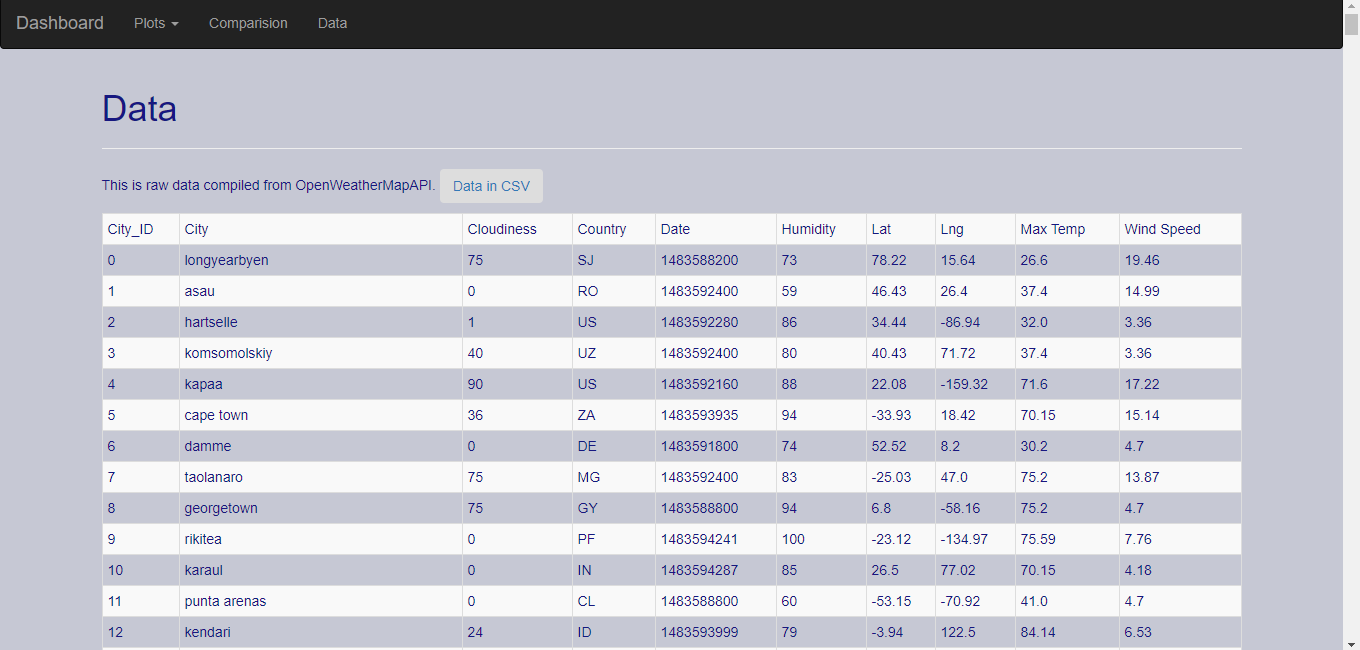 Dashboard Plots Comparision Data
Data
This is raw data compiled from OpenWeatherMapAPI. Data in CSV
City_ID City Cloudiness Country Date Humidity Lat Lng Max Temp Wind Speed
0 longyearbyen 75 SJ 1483588200 73 78.22 15.64 26.6 19.46
1 asau 0 RO 1483592400 59 46.43 26.4 37.4 14.99
2 hartselle 1 US 1483592280 86 34.44 -86.94 32.0 3.36
3 komsomolskiy 40 UZ 1483592400 80 40.43 71.72 37.4 3.36
4 kapaa 90 US 1483592160 88 22.08 -159.32 71.6 17.22
5 cape town 36 ZA 1483593935 94 -33.93 18.42 70.15 15.14
6 damme 0 DE 1483591800 74 52.52 8.2 30.2 4.7
7 taolanaro 75 MG 1483592400 83 -25.03 47.0 75.2 13.87
8 georgetown 75 GY 1483588800 94 6.8 -58.16 75.2 4.7
9 rikitea 0 PF 1483594241 100 -23.12 -134.97 75.59 7.76
10 karaul 0 IN 1483594287 85 26.5 77.02 70.15 4.18
11 punta arenas 0 CL 1483588800 60 -53.15 -70.92 41.0 4.7
12 kendari 24 ID 1483593999 79 -3.94 122.5 84.14 6.53